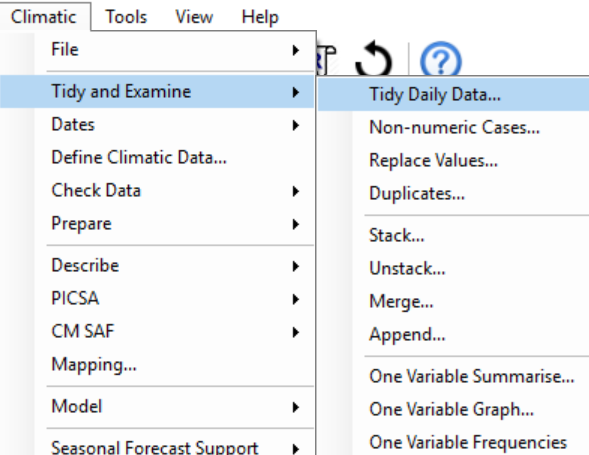 Climatic Tools View Help
File
Tidy and Examine
Dates
Define Climatic Data...
Check Data
Prepare
Describe
PICSA
CM SAF
Mapping...
Model
Seasonal Forecast Support
Tidy Daily Data...
Non-numeric Cases...
Replace Values...
Duplicates...
Stack...
Unstack...
Merge...
Append...
One Variable Summarise...
One Variable Graph...
One Variable Frequencies